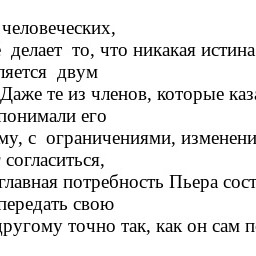 человеческих,
делает то, что никакая истина
ляется двум
Даже те из членов, которые каз
понимали его
му, с ограничениями, изменени
согласиться,
главная потребность Пьера сост
передать свою
другому точно так, как он сам п